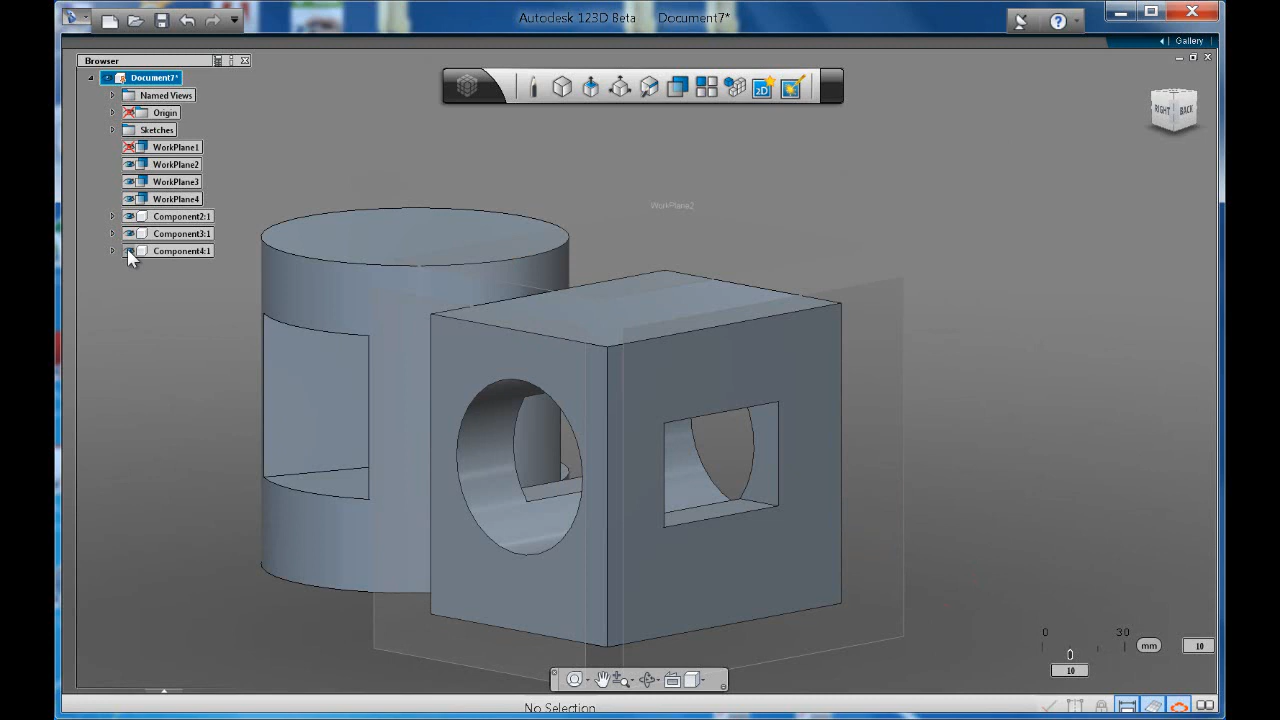 Autodesk 123D Beta Document7*
Gallery
Browser
Document7*
Named Views
Origin
Sketches
WorkPlane1
WorkPlane2
WorkPlane3
WorkPlane4
Component2:1
Component3:1
Component4:1
2D
RIGHT BACK
WorkPlane2
0 30
mm 10
10
No Selection